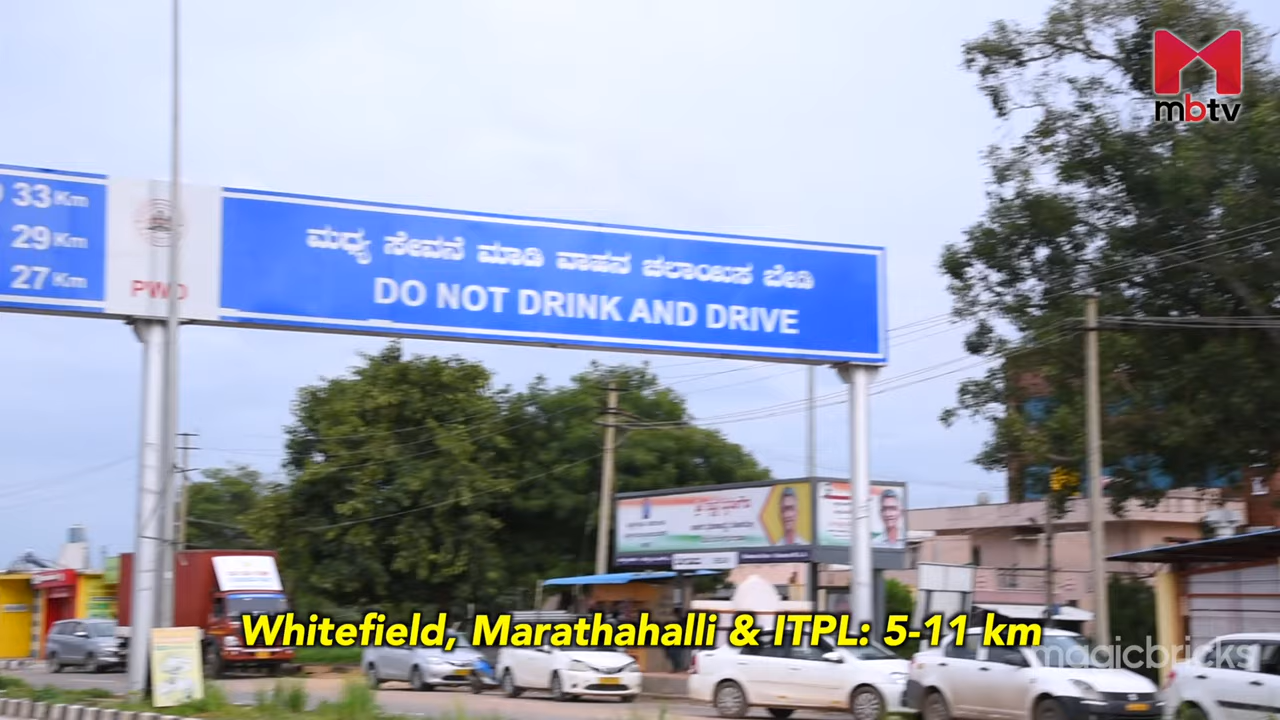 mbtv
33 Km
29 Km
27 Km
PWD
ಮಧ್ಯ ಸೇವನೆ ಮಾಡಿ ವಾಹನ ಚಲಾಯಿಸ ಬೇಡಿ
DO NOT DRINK AND DRIVE
Whitefield, Marathahalli & ITPL: 5-11 km
magicbricks